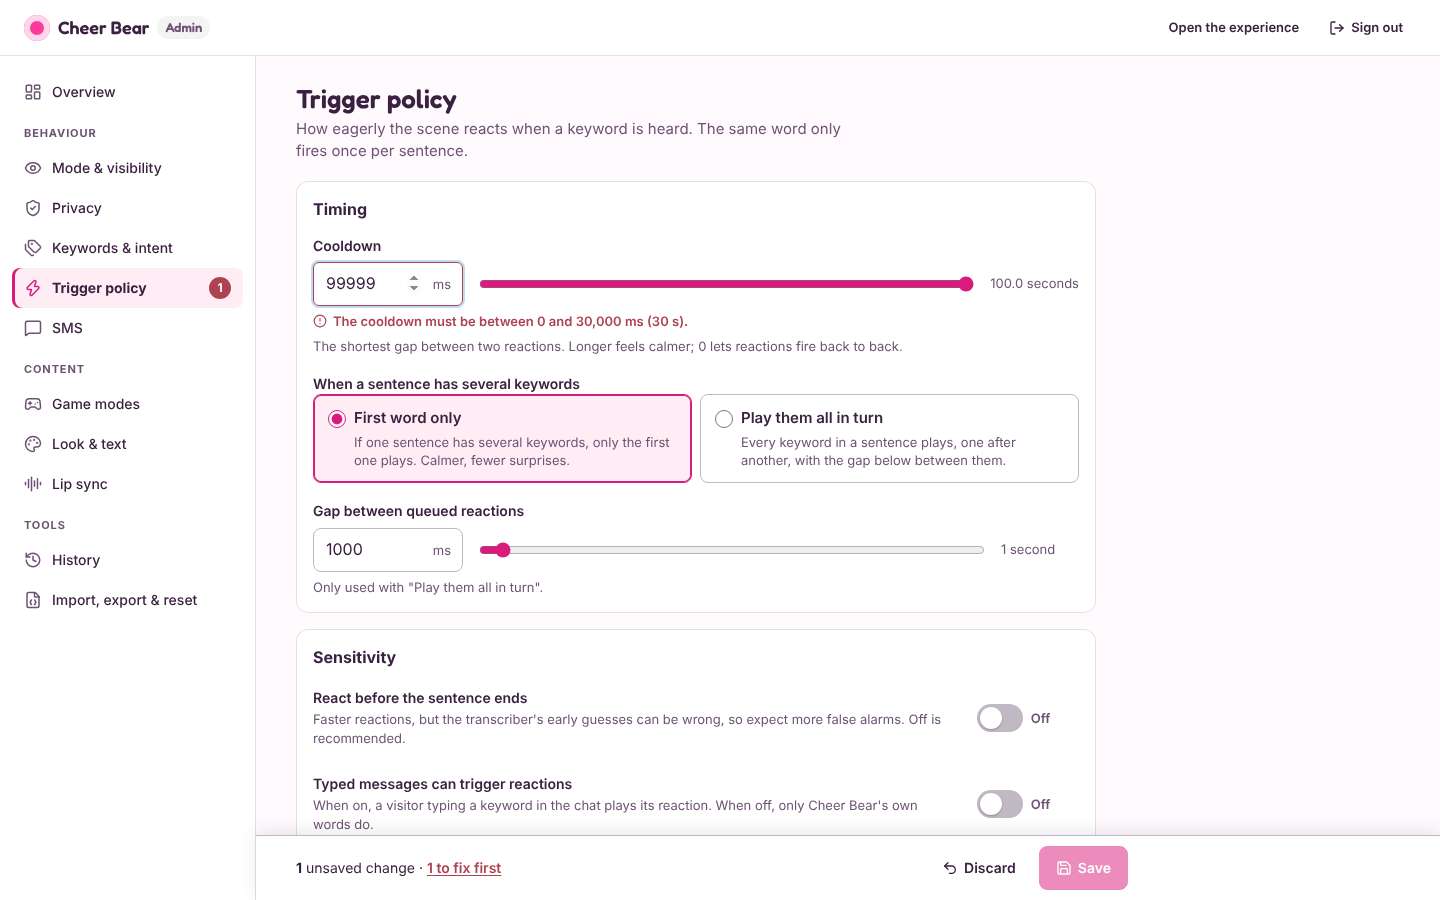 Cheer Bear
Admin
Open the experience
Sign out
Overview
BEHAVIOUR
Mode & visibility
Privacy
Keywords & intent
Trigger policy
1
SMS
CONTENT
Game modes
Look & text
Lip sync
TOOLS
History
Import, export & reset
Trigger policy
How eagerly the scene reacts when a keyword is heard. The same word only
fires once per sentence.
Timing
Cooldown
99999
ms
100.0 seconds
The cooldown must be between 0 and 30,000 ms (30 s).
The shortest gap between two reactions. Longer feels calmer; 0 lets reactions fire back to back.
When a sentence has several keywords
First word only
If one sentence has several keywords, only the first
one plays. Calmer, fewer surprises.
Play them all in turn
Every keyword in a sentence plays, one after
another, with the gap below between them.
Gap between queued reactions
1000
ms
1 second
Only used with "Play them all in turn".
Sensitivity
React before the sentence ends
Faster reactions, but the transcriber's early guesses can be wrong, so expect more false alarms. Off is
recommended.
Off
Typed messages can trigger reactions
When on, a visitor typing a keyword in the chat plays its reaction. When off, only Cheer Bear's own
words do.
Off
1 unsaved change · 1 to fix first
Discard
Save